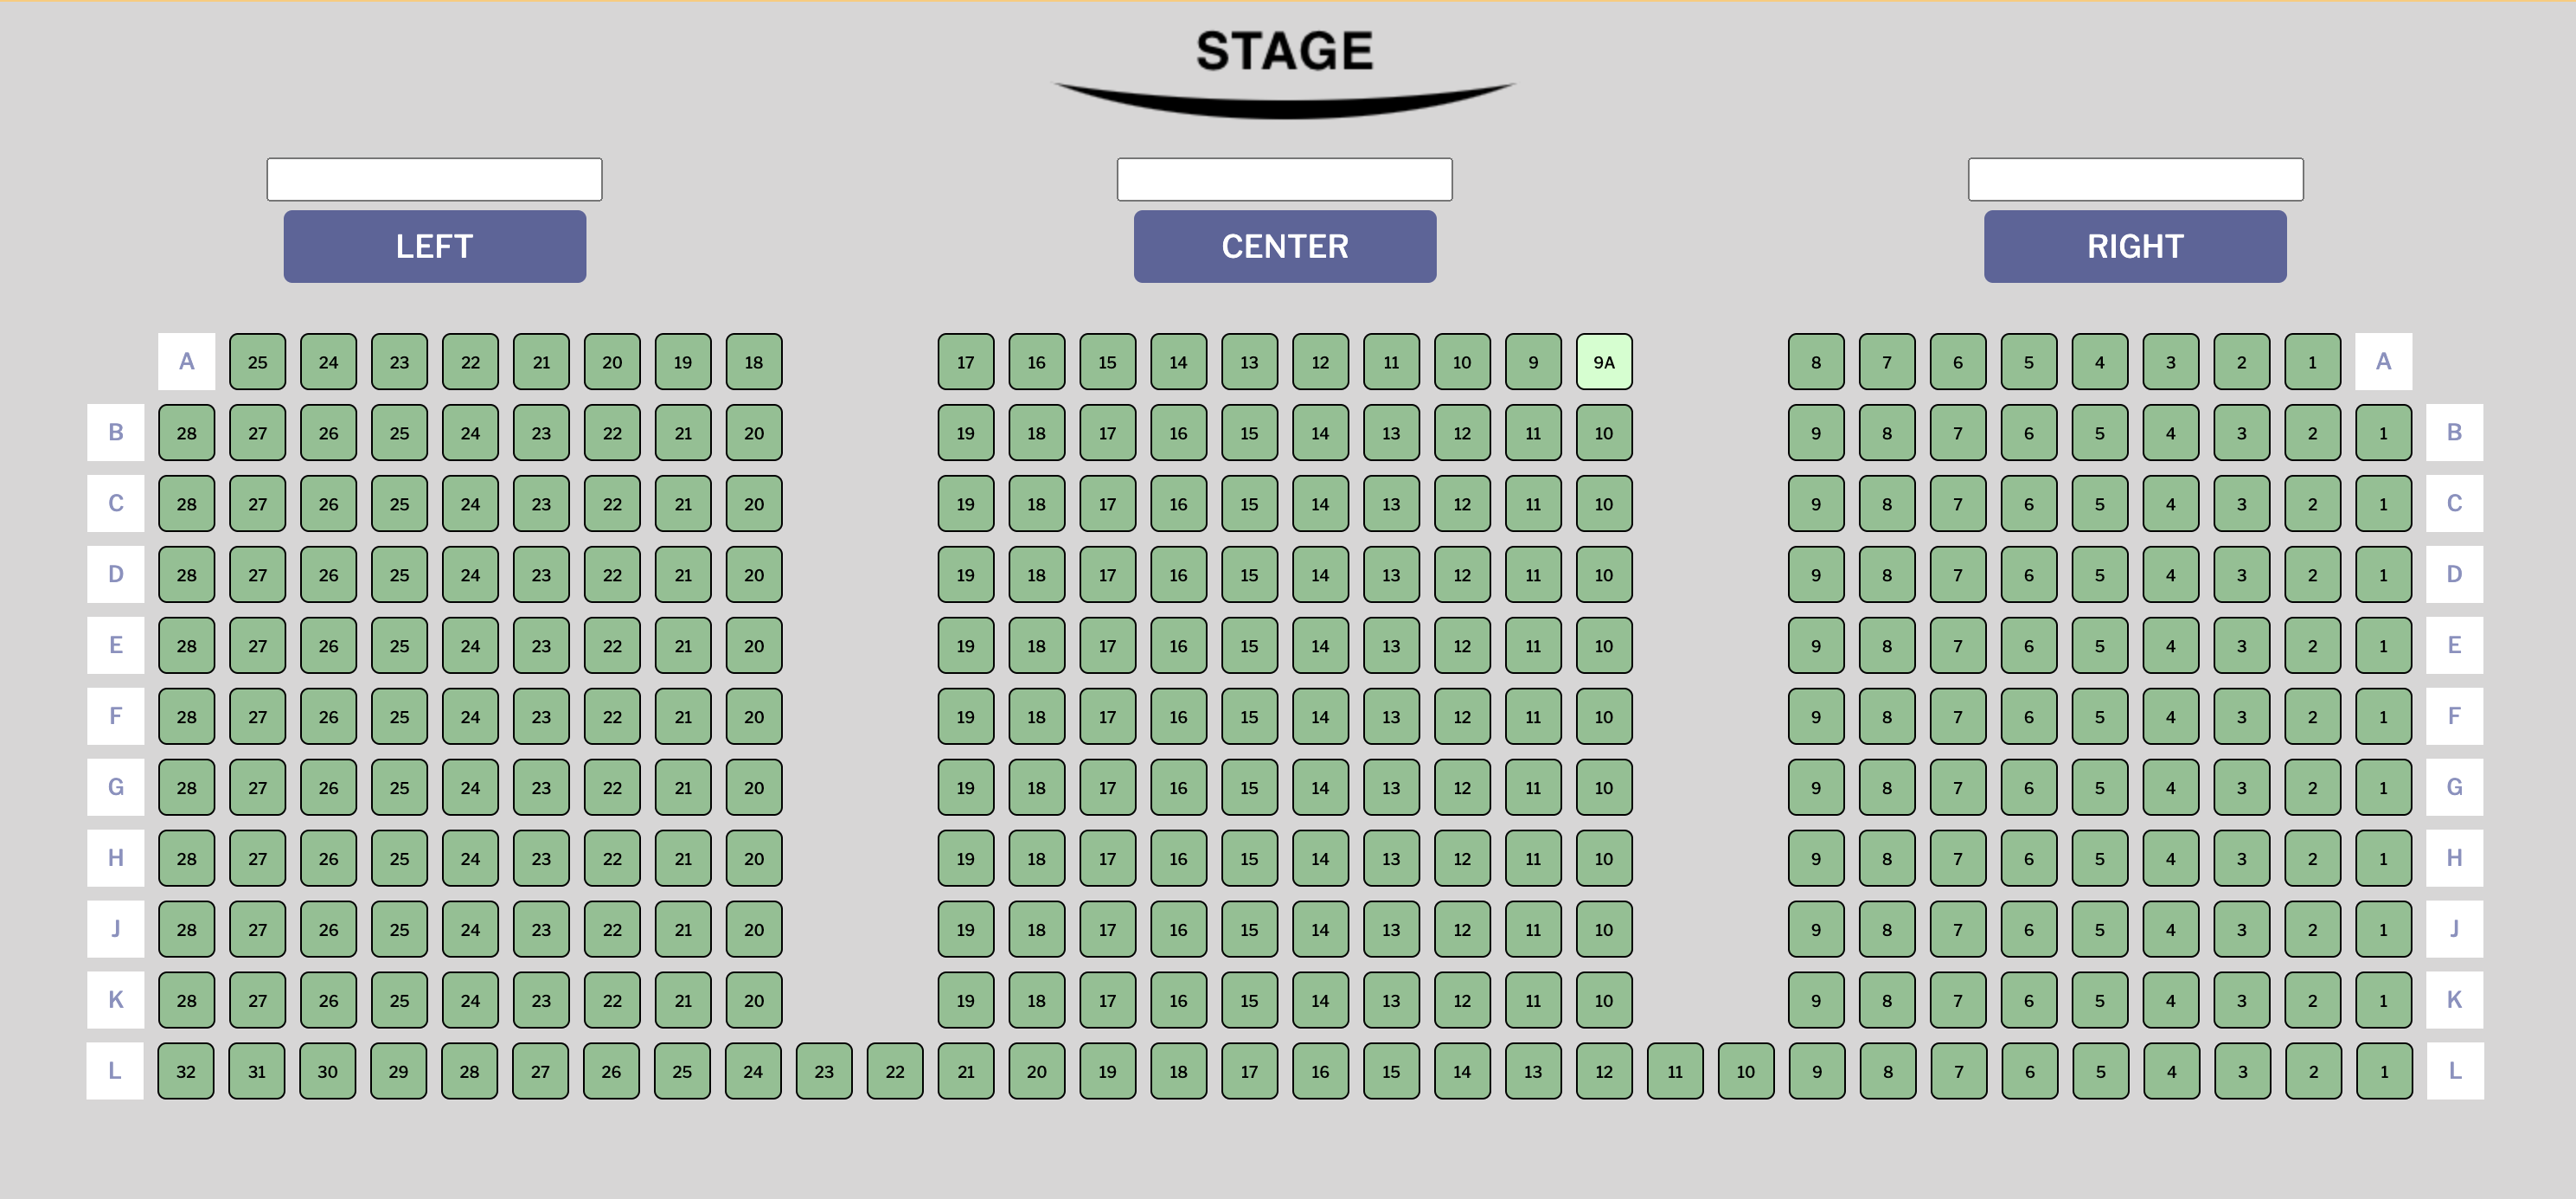 STAGE
LEFT CENTER RIGHT
A 25 24 23 22 21 20 19 18 17 16 15 14 13 12 11 10 9 9A 8 7 6 5 4 3 2 1 A
B 28 27 26 25 24 23 22 21 20 19 18 17 16 15 14 13 12 11 10 9 8 7 6 5 4 3 2 1 B
C 28 27 26 25 24 23 22 21 20 19 18 17 16 15 14 13 12 11 10 9 8 7 6 5 4 3 2 1 C
D 28 27 26 25 24 23 22 21 20 19 18 17 16 15 14 13 12 11 10 9 8 7 6 5 4 3 2 1 D
E 28 27 26 25 24 23 22 21 20 19 18 17 16 15 14 13 12 11 10 9 8 7 6 5 4 3 2 1 E
F 28 27 26 25 24 23 22 21 20 19 18 17 16 15 14 13 12 11 10 9 8 7 6 5 4 3 2 1 F
G 28 27 26 25 24 23 22 21 20 19 18 17 16 15 14 13 12 11 10 9 8 7 6 5 4 3 2 1 G
H 28 27 26 25 24 23 22 21 20 19 18 17 16 15 14 13 12 11 10 9 8 7 6 5 4 3 2 1 H
J 28 27 26 25 24 23 22 21 20 19 18 17 16 15 14 13 12 11 10 9 8 7 6 5 4 3 2 1 J
K 28 27 26 25 24 23 22 21 20 19 18 17 16 15 14 13 12 11 10 9 8 7 6 5 4 3 2 1 K
L 32 31 30 29 28 27 26 25 24 23 22 21 20 19 18 17 16 15 14 13 12 11 10 9 8 7 6 5 4 3 2 1 L